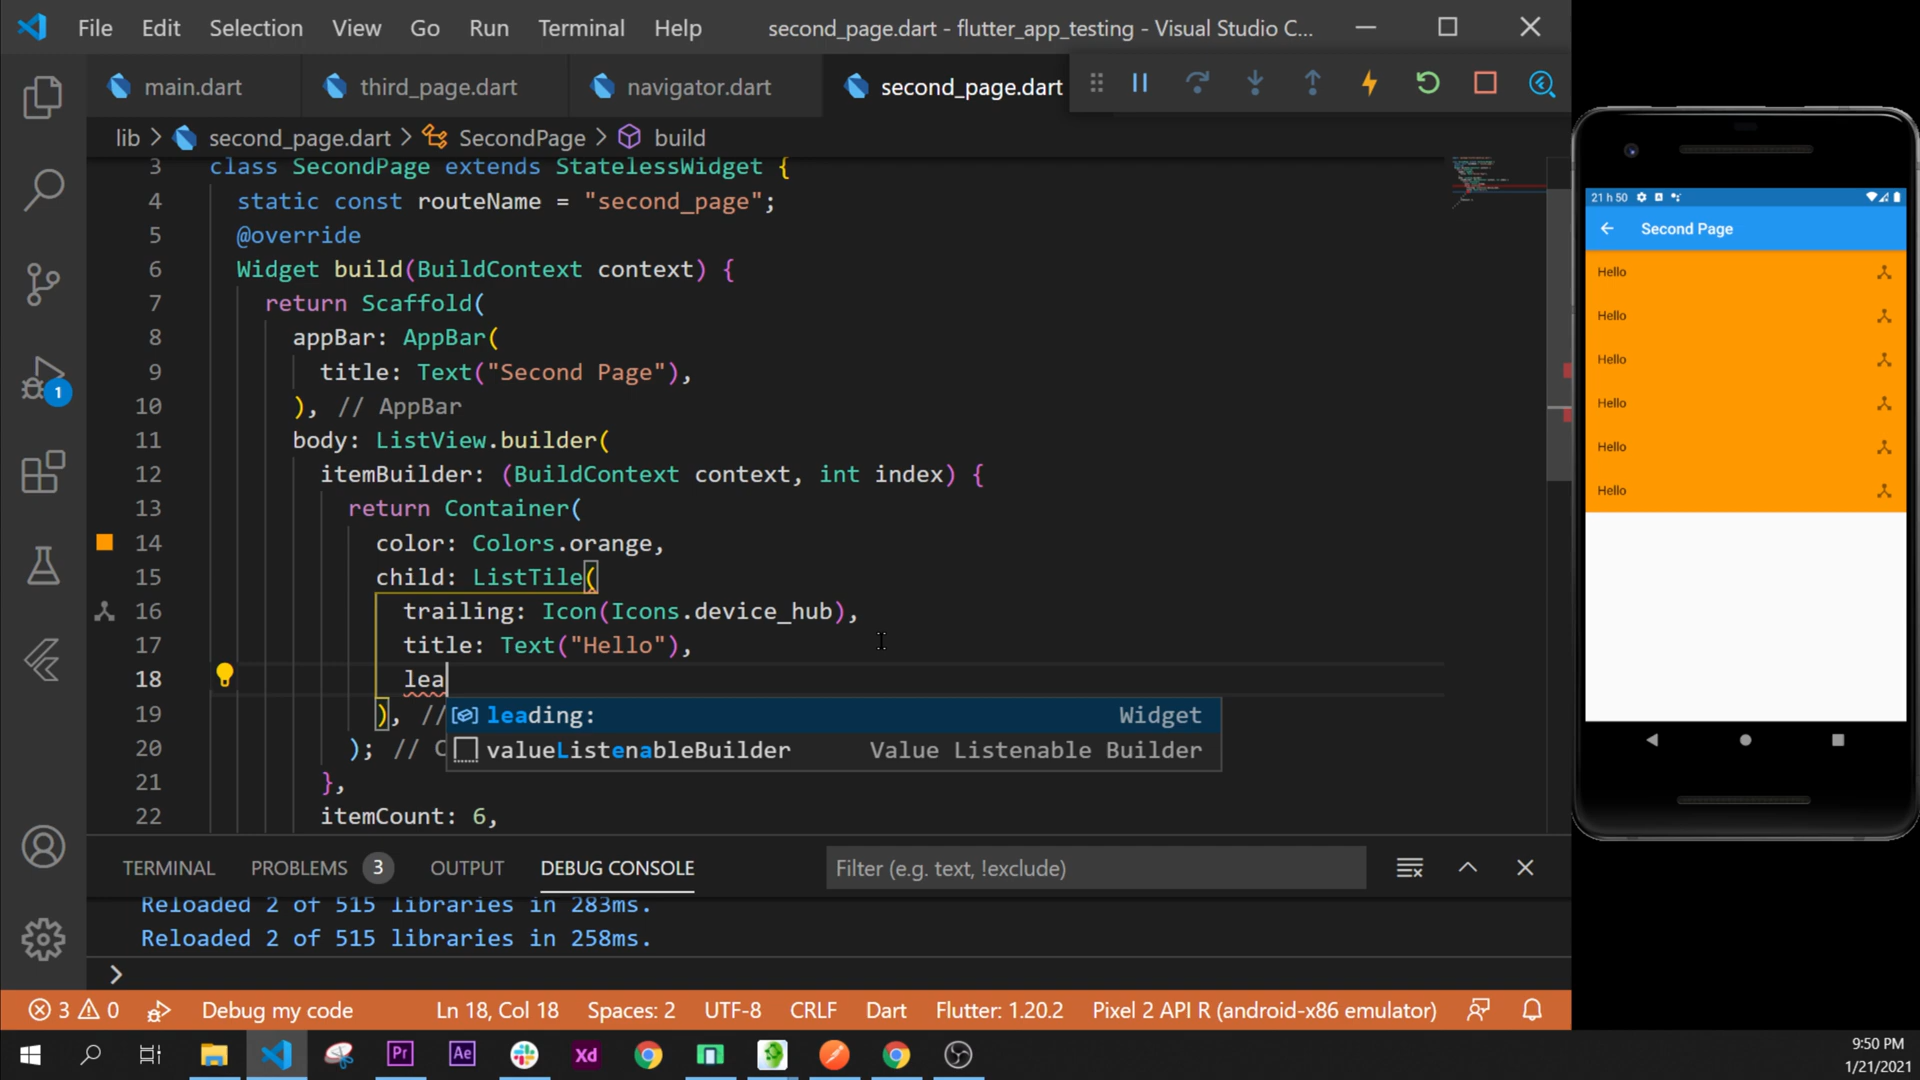 File Edit Selection View Go Run Terminal Help second_page.dart - flutter_app_testing - Visual Studio C...
main.dart third_page.dart navigator.dart second_page.dart
lib > second_page.dart > SecondPage > build
3 class SecondPage extends StatelessWidget {
4 static const routeName = "second_page";
5 @override
6 Widget build(BuildContext context) {
7 return Scaffold(
8 appBar: AppBar(
9 title: Text("Second Page"),
10 ), // AppBar
11 body: ListView.builder(
12 itemBuilder: (BuildContext context, int index) {
13 return Container(
14 color: Colors.orange,
15 child: ListTile(
16 trailing: Icon(Icons.device_hub),
17 title: Text("Hello"),
18 lea
19 ), //
leading: Widget
20 ); // C
valueListenableBuilder Value Listenable Builder
21 },
22 itemCount: 6,
TERMINAL PROBLEMS 3 OUTPUT DEBUG CONSOLE Filter (e.g. text, !exclude)
Reloaded 2 of 515 libraries in 283ms.
Reloaded 2 of 515 libraries in 258ms.
>
3 0 Debug my code Ln 18, Col 18 Spaces: 2 UTF-8 CRLF Dart Flutter: 1.20.2 Pixel 2 API R (android-x86 emulator)
1
21 h 50
Second Page
Hello
Hello
Hello
Hello
Hello
Hello
Pr Ae Xd
9:50 PM
1/21/2021